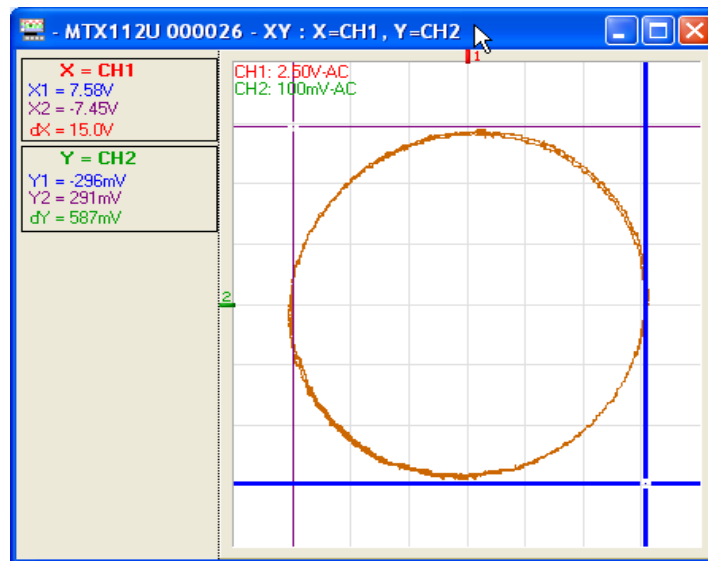 - MTX112U 000026 - XY : X=CH1 , Y=CH2
X = CH1
X1 = 7.58V
X2 = -7.45V
dX = 15.0V
Y = CH2
Y1 = -296mV
Y2 = 291mV
dY = 587mV
1
CH1: 2.50V-AC
CH2: 100mV-AC
2